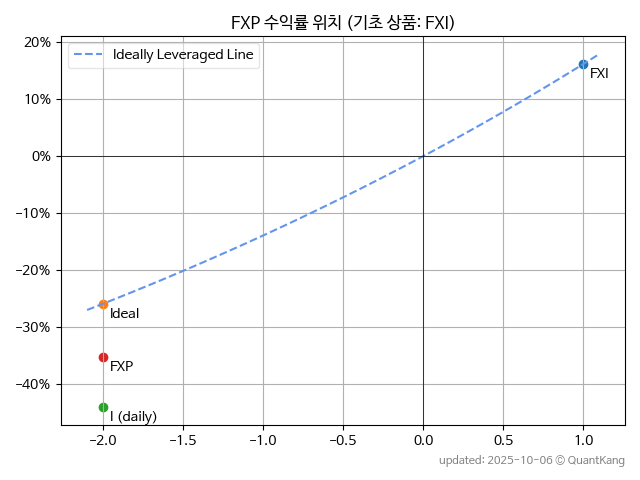 FXP 수익률 위치 (기초 상품: FXI)
20%
10%
0%
-10%
-20%
-30%
-40%
Ideally Leveraged Line
FXI
Ideal
FXP
I (daily)
-2.0
-1.5
-1.0
-0.5
0.0
0.5
1.0
updated: 2025-10-06 © QuantKang